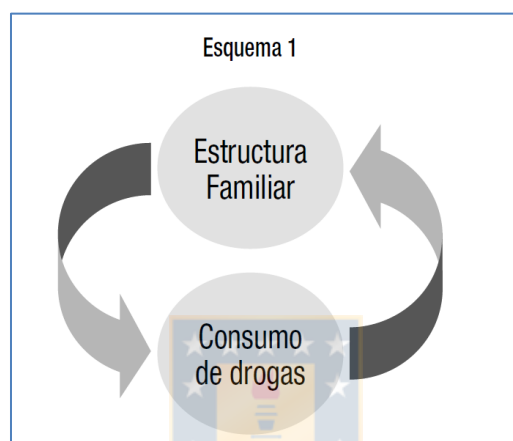 Esquema 1
Estructura
Familiar
Consumo
de drogas